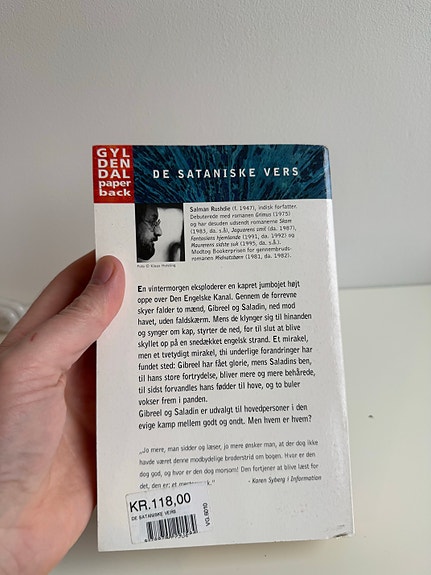 GYL
DEN
DAL
paper
back
DE SATANISKE VERS
Salman Rushdie (f. 1947), indisk forfatter.
Debuterede med romanen Grimus (1975)
og har desuden udsendt romanerne Skam
(1983, da. s.å), Jaguarens smil (da. 1987),
Fantasiens hjemlande (1991, da. 1992) og
Maurerens sidste suk (1995, da. s.å.).
Modtog Bookerprisen for gennembruds-
romanen Midnatsbørn (1981, da. 1982).
Foto ©
En vintermorgen eksploderer en kapret jumbojet højt
oppe over Den Engelske Kanal. Gennem de forrevne
skyer falder to mænd, Gibreel og Saladin, ned mod
havet, uden faldskærm. Mens de klynger sig til hinanden
og synger om kap, styrter de ned, for til slut at blive
skyllet op på en snedækket engelsk strand. Et mirakel,
men et tvetydigt mirakel, thi underlige forandringer har
fundet sted: Gibreel har fået glorie, mens Saladins ben,
til hans store fortrydelse, bliver mere og mere behårede,
til sidst forvandles hans fødder til hove, og to buler
vokser frem i panden.
Gibreel og Saladin er udvalgt til hovedpersoner i den
evige kamp mellem godt og ondt. Men hvem er hvem?
"Jo mere, man sidder og læser, jo mere ønsker man, at der dog ikke
havde været denne modbydelige broderstrid om bogen. Hvor er den
dog god, og hvor er den dog morsom! Den fortjener at blive læst for
det, den er: et
- Karen Syberg i Information
KR.118,00
DE SATANISKE VERS
VG 8010